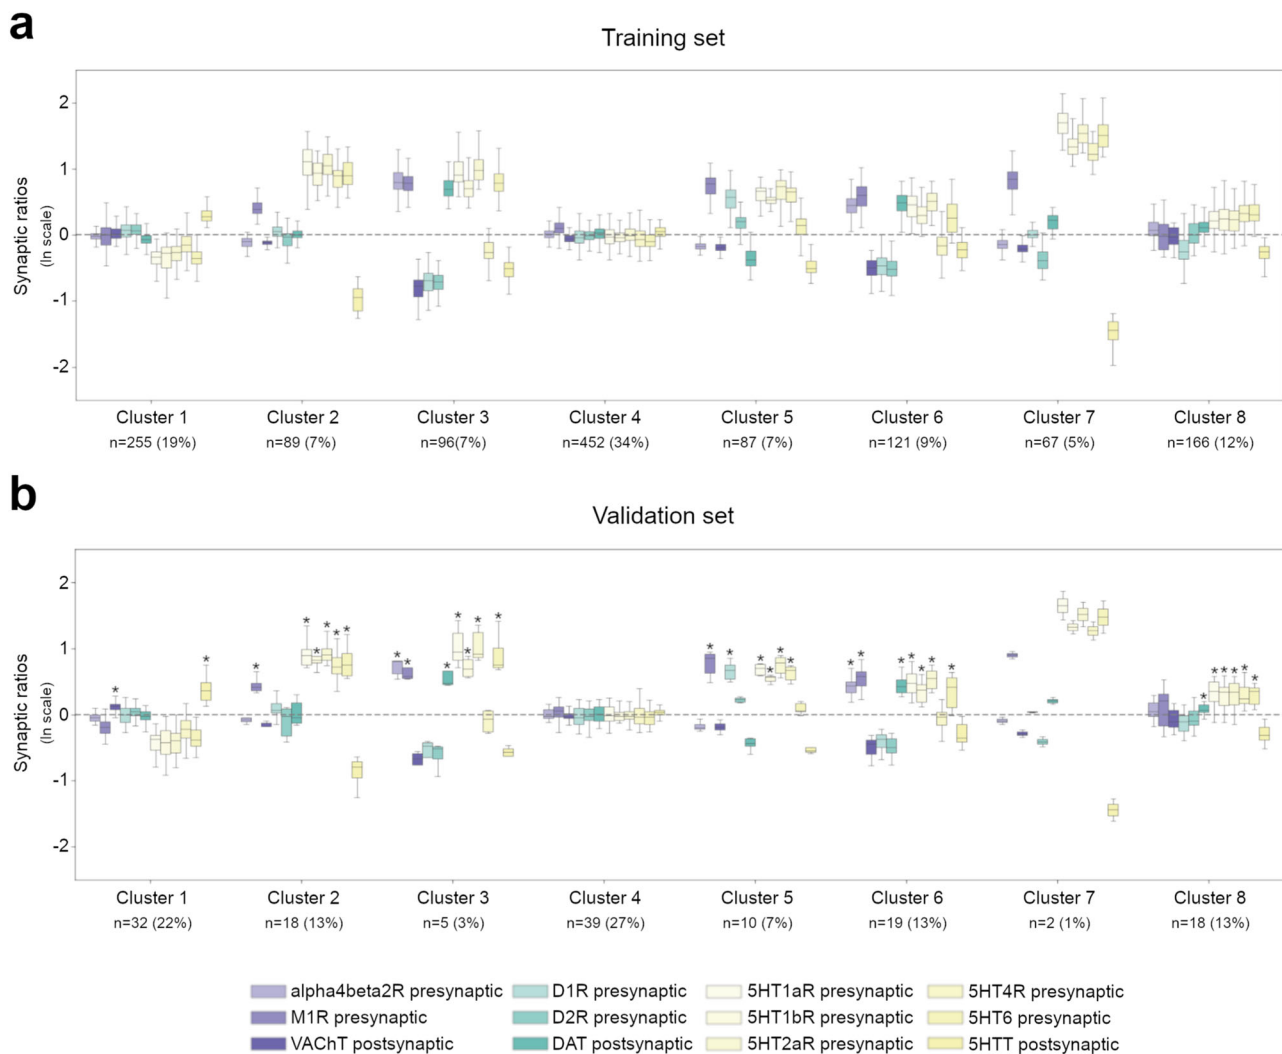 a
Training set
Synaptic ratios
(ln scale)
2
1
0
-1
-2
Cluster 1 Cluster 2 Cluster 3 Cluster 4 Cluster 5 Cluster 6 Cluster 7 Cluster 8
n=255 (19%) n=89 (7%) n=96(7%) n=452 (34%) n=87 (7%) n=121 (9%) n=67 (5%) n=166 (12%)
b
Validation set
Synaptic ratios
(ln scale)
2
1
0
-1
-2
Cluster 1 Cluster 2 Cluster 3 Cluster 4 Cluster 5 Cluster 6 Cluster 7 Cluster 8
n=32 (22%) n=18 (13%) n=5 (3%) n=39 (27%) n=10 (7%) n=19 (13%) n=2 (1%) n=18 (13%)
alpha4beta2R presynaptic D1R presynaptic 5HT1aR presynaptic 5HT4R presynaptic
M1R presynaptic D2R presynaptic 5HT1bR presynaptic 5HT6 presynaptic
VAChT postsynaptic DAT postsynaptic 5HT2aR presynaptic 5HTT postsynaptic